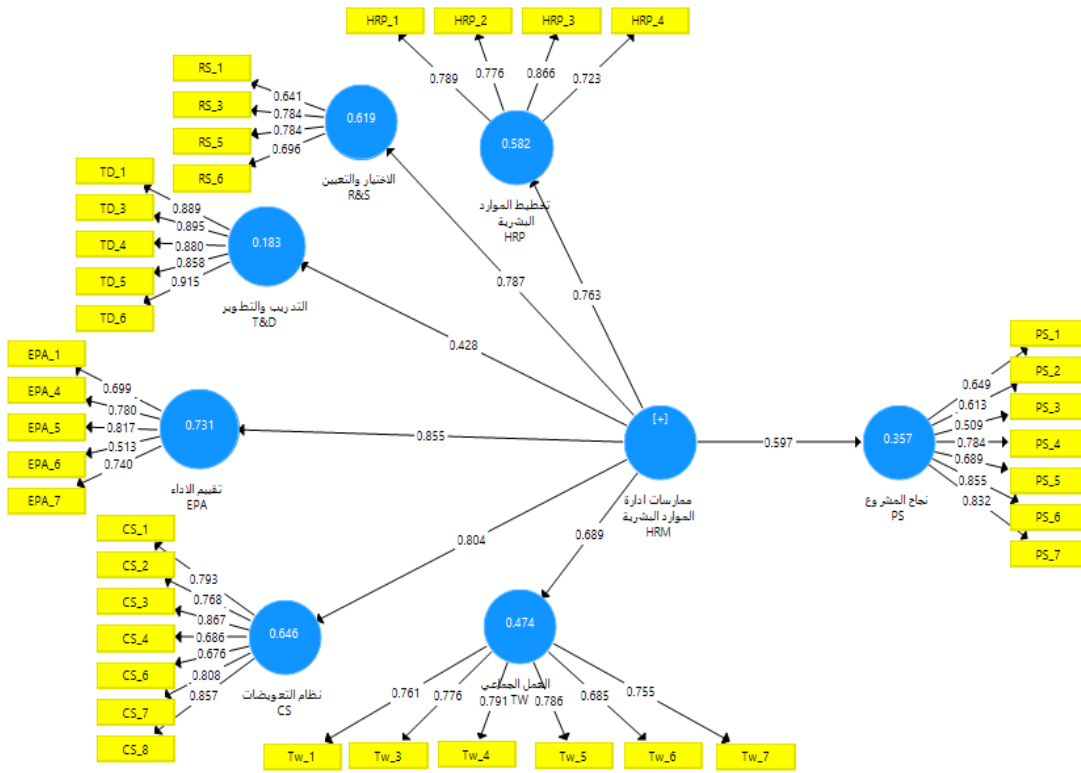 HRP_1
HRP_2
HRP_3
HRP_4
0.789
0.776
0.866
0.723
0.582
تخطيط الموارد
البشرية
HRP
RS_1
RS_3
RS_5
RS_6
0.641
0.784
0.784
0.696
0.619
الاختيار والتعيين
R&S
TD_1
TD_3
TD_4
TD_5
TD_6
0.889
0.895
0.880
0.858
0.915
0.183
التدريب والتطوير
T&D
EPA_1
EPA_4
EPA_5
EPA_6
EPA_7
0.699
0.780
0.817
0.513
0.740
0.731
تقييم الاداء
EPA
CS_1
CS_2
CS_3
CS_4
CS_6
CS_7
CS_8
0.793
0.768
0.867
0.686
0.676
0.808
0.857
0.646
نظام التعويضات
CS
0.474
العمل الجماعي
TW
0.761
0.776
0.791
0.786
0.685
0.755
Tw_1
Tw_3
Tw_4
Tw_5
Tw_6
Tw_7
0.763
0.787
0.428
0.855
0.804
0.689
0.597
[+]
ممارسات ادارة
الموارد البشرية
HRM
0.357
نجاح المشروع
PS
0.649
0.613
0.509
0.784
0.689
0.855
0.832
PS_1
PS_2
PS_3
PS_4
PS_5
PS_6
PS_7